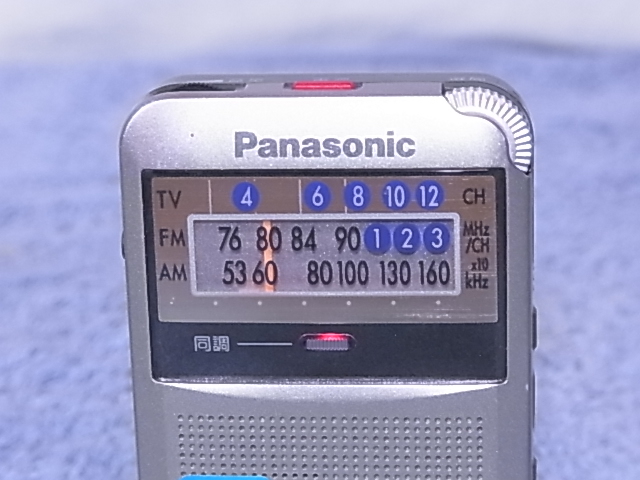 Panasonic
TV 4 6 8 10 12 CH
FM 76 80 84 90 1 2 3 MHz/CH
AM 53 60 80 100 130 160 x10 kHz
同調